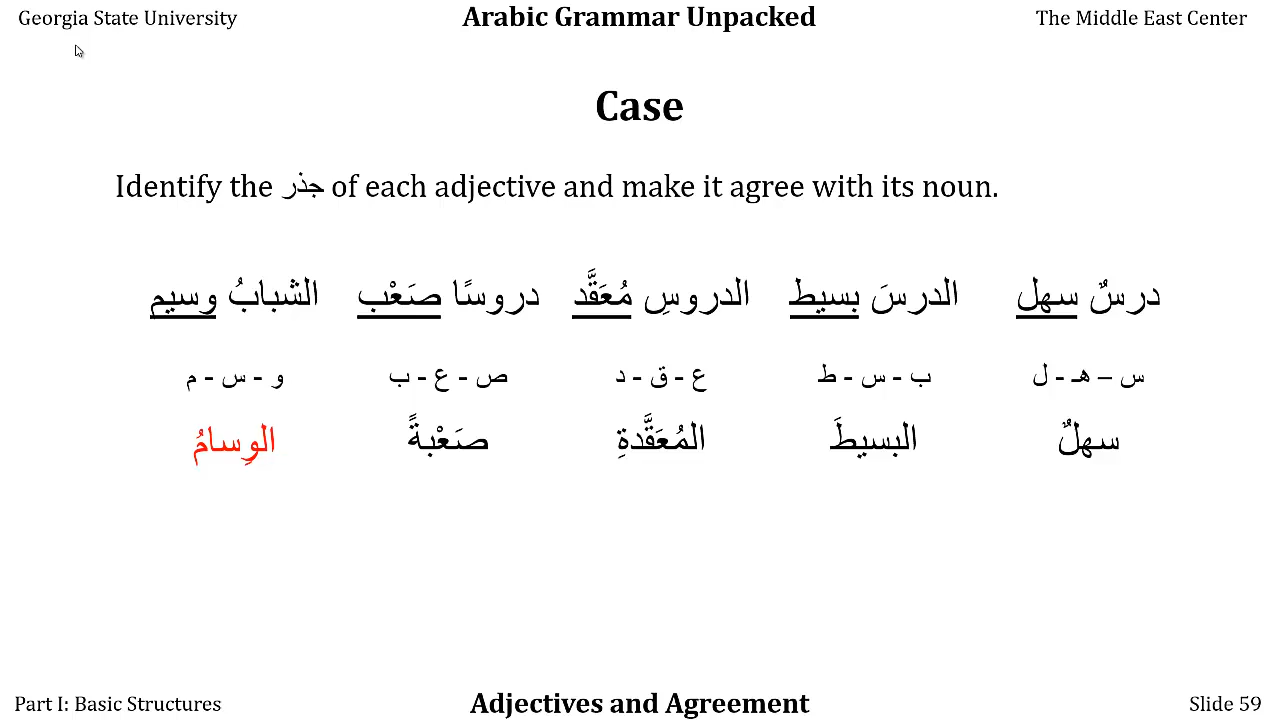 Georgia State University Arabic Grammar Unpacked The Middle East Center
Case
Identify the جذر of each adjective and make it agree with its noun.
درسٌ سهل الدرسَ بسيط الدروسِ مُعَقَّد دروسًا صَعْب الشبابُ وسيم
س – هـ - ل ب - س - ط ع - ق - د ص - ع - ب و - س - م
سهلٌ البسيطَ المُعَقَّدةِ صَعْبةً الوِسامُ
Part I: Basic Structures Adjectives and Agreement Slide 59